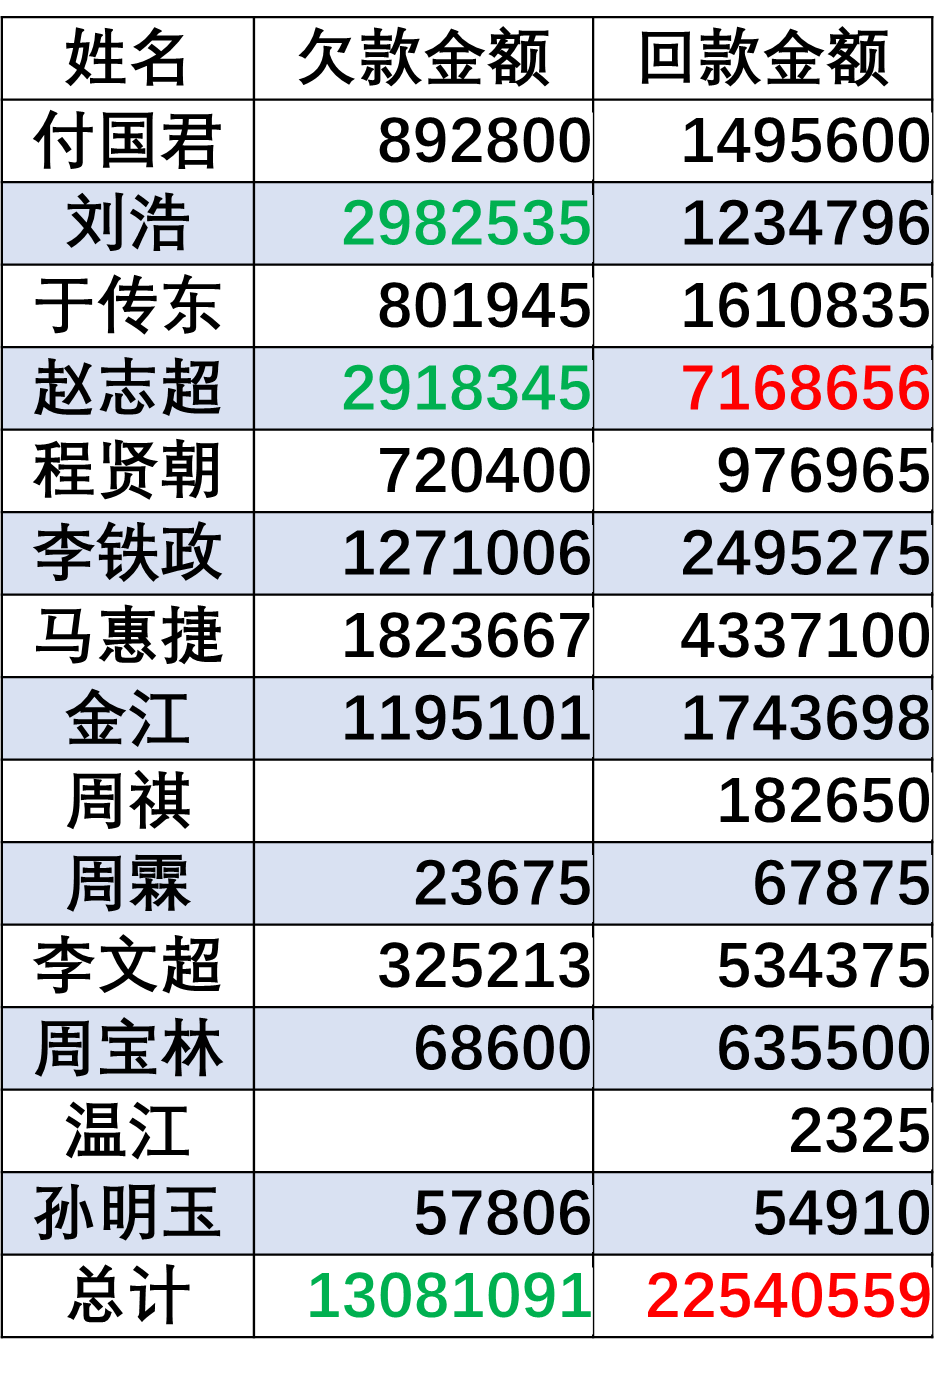 姓名 欠款金额 回款金额
付国君 892800 1495600
刘浩 2982535 1234796
于传东 801945 1610835
赵志超 2918345 7168656
程贤朝 720400 976965
李铁政 1271006 2495275
马惠捷 1823667 4337100
金江 1195101 1743698
周祺 182650
周霖 23675 67875
李文超 325213 534375
周宝林 68600 635500
温江 2325
孙明玉 57806 54910
总计 13081091 22540559